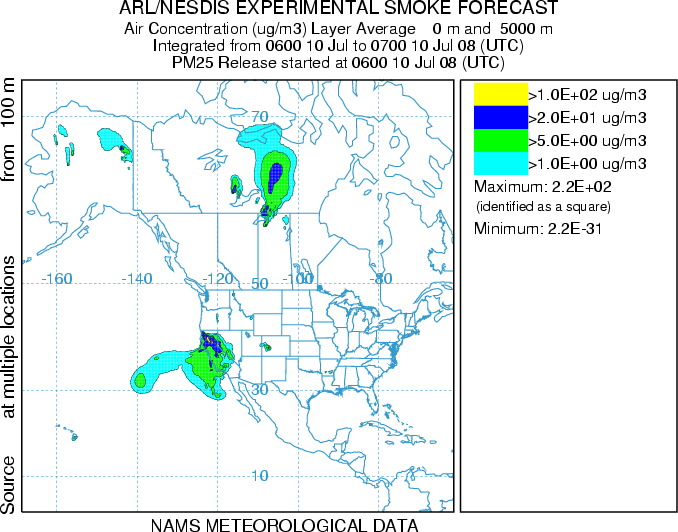 ARL/NESDIS EXPERIMENTAL SMOKE FORECAST
Air Concentration (ug/m3) Layer Average 0 m and 5000 m
Integrated from 0600 10 Jul to 0700 10 Jul 08 (UTC)
PM25 Release started at 0600 10 Jul 08 (UTC)
Source at multiple locations from 100 m
70
-160 -140 -120 50 -100 -80
30
10
>1.0E+02 ug/m3
>2.0E+01 ug/m3
>5.0E+00 ug/m3
>1.0E+00 ug/m3
Maximum: 2.2E+02
(identified as a square)
Minimum: 2.2E-31
NAMS METEOROLOGICAL DATA